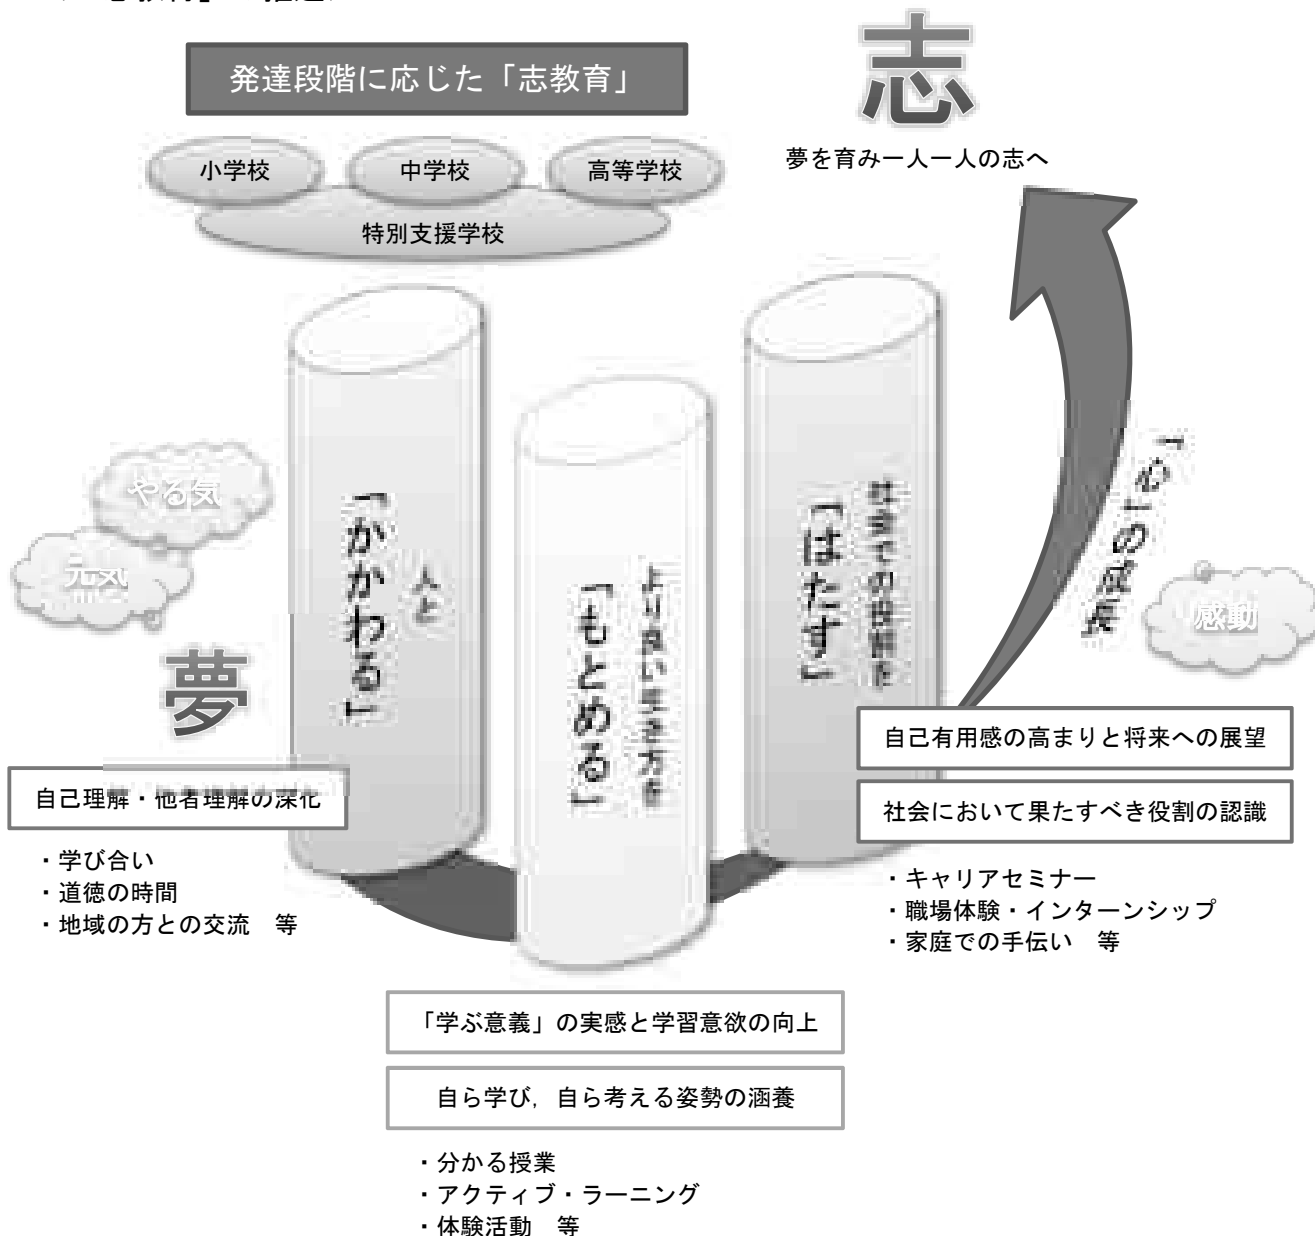 発達段階に応じた「志教育」
志
夢を育み一人一人の志へ
小学校
中学校
高等学校
特別支援学校
人と
「かかわる」
より良い生き方を
「もとめる」
社会での役割を
「はたす」
「心」の成長
やる気
元気
感動
夢
自己理解・他者理解の深化
・学び合い
・道徳の時間
・地域の方との交流　等
自己有用感の高まりと将来への展望
社会において果たすべき役割の認識
・キャリアセミナー
・職場体験・インターンシップ
・家庭での手伝い　等
「学ぶ意義」の実感と学習意欲の向上
自ら学び，自ら考える姿勢の涵養
・分かる授業
・アクティブ・ラーニング
・体験活動　等